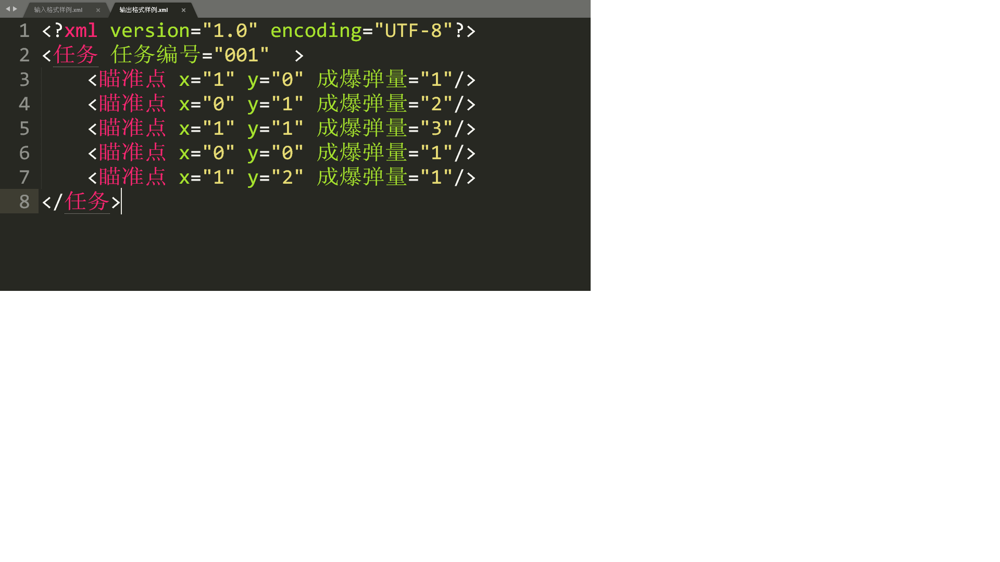 输入格式样例.xml × 输出格式样例.xml ×
1 <?xml version="1.0" encoding="UTF-8"?>
2 <任务 任务编号="001"  >
3     <瞄准点 x="1" y="0" 成爆弹量="1"/>
4     <瞄准点 x="0" y="1" 成爆弹量="2"/>
5     <瞄准点 x="1" y="1" 成爆弹量="3"/>
6     <瞄准点 x="0" y="0" 成爆弹量="1"/>
7     <瞄准点 x="1" y="2" 成爆弹量="1"/>
8 </任务>